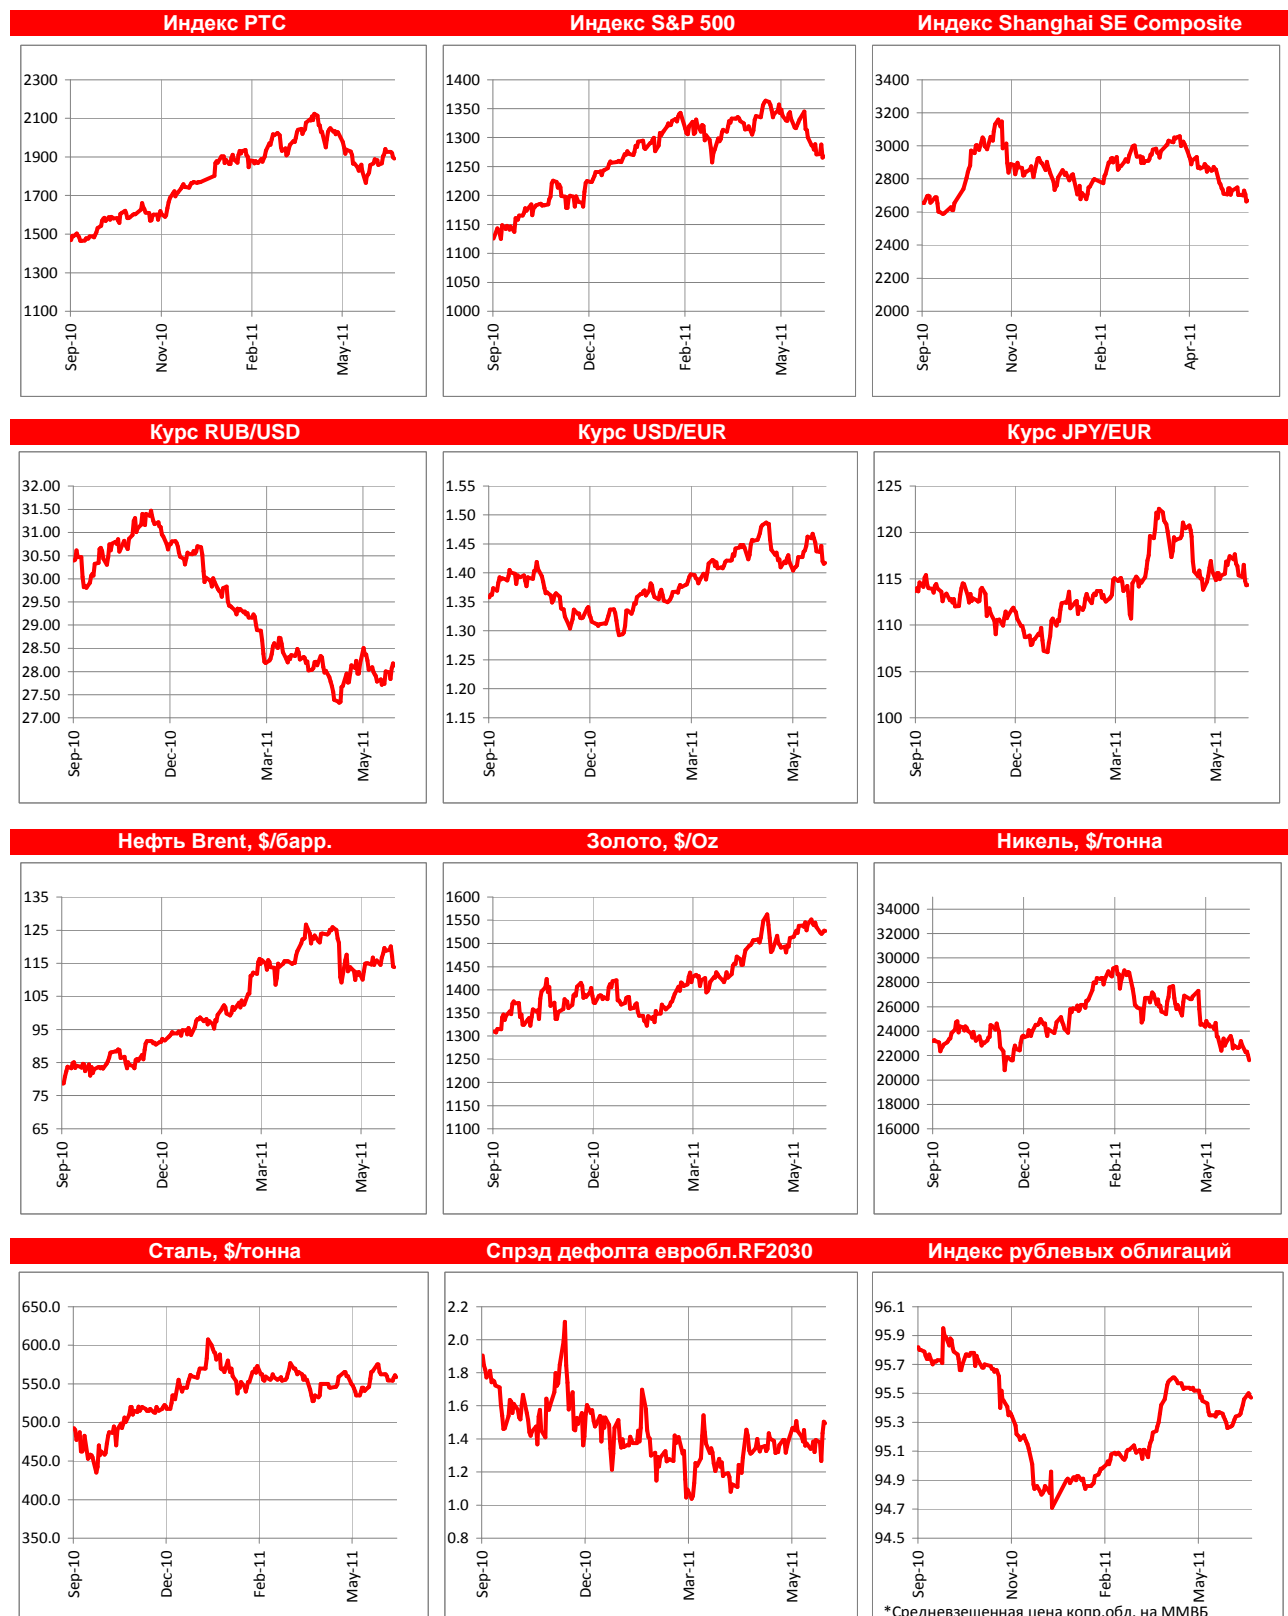 Индекс РТС
Индекс S&P 500
Индекс Shanghai SE Composite
2300
2100
1900
1700
1500
1300
1100
Sep-10
Nov-10
Feb-11
May-11
1400
1350
1300
1250
1200
1150
1100
1050
1000
Sep-10
Dec-10
Feb-11
May-11
3400
3200
3000
2800
2600
2400
2200
2000
Sep-10
Nov-10
Feb-11
Apr-11
Курс RUB/USD
Курс USD/EUR
Курс JPY/EUR
32.00
31.50
31.00
30.50
30.00
29.50
29.00
28.50
28.00
27.50
27.00
Sep-10
Dec-10
Mar-11
May-11
1.55
1.50
1.45
1.40
1.35
1.30
1.25
1.20
1.15
Sep-10
Dec-10
Mar-11
May-11
125
120
115
110
105
100
Sep-10
Dec-10
Mar-11
May-11
Нефть Brent, $/барр.
Золото, $/Oz
Никель, $/тонна
135
125
115
105
95
85
75
65
Sep-10
Dec-10
Mar-11
May-11
1600
1550
1500
1450
1400
1350
1300
1250
1200
1150
1100
Sep-10
Dec-10
Mar-11
May-11
34000
32000
30000
28000
26000
24000
22000
20000
18000
16000
Sep-10
Dec-10
Feb-11
May-11
Сталь, $/тонна
Спрэд дефолта евробл.RF2030
Индекс рублевых облигаций
650.0
600.0
550.0
500.0
450.0
400.0
350.0
Sep-10
Dec-10
Feb-11
May-11
2.2
2.0
1.8
1.6
1.4
1.2
1.0
0.8
Sep-10
Dec-10
Mar-11
May-11
96.1
95.9
95.7
95.5
95.3
95.1
94.9
94.7
94.5
Sep-10
Nov-10
Feb-11
May-11
*Средневзешенная цена копр.обл. на ММВБ